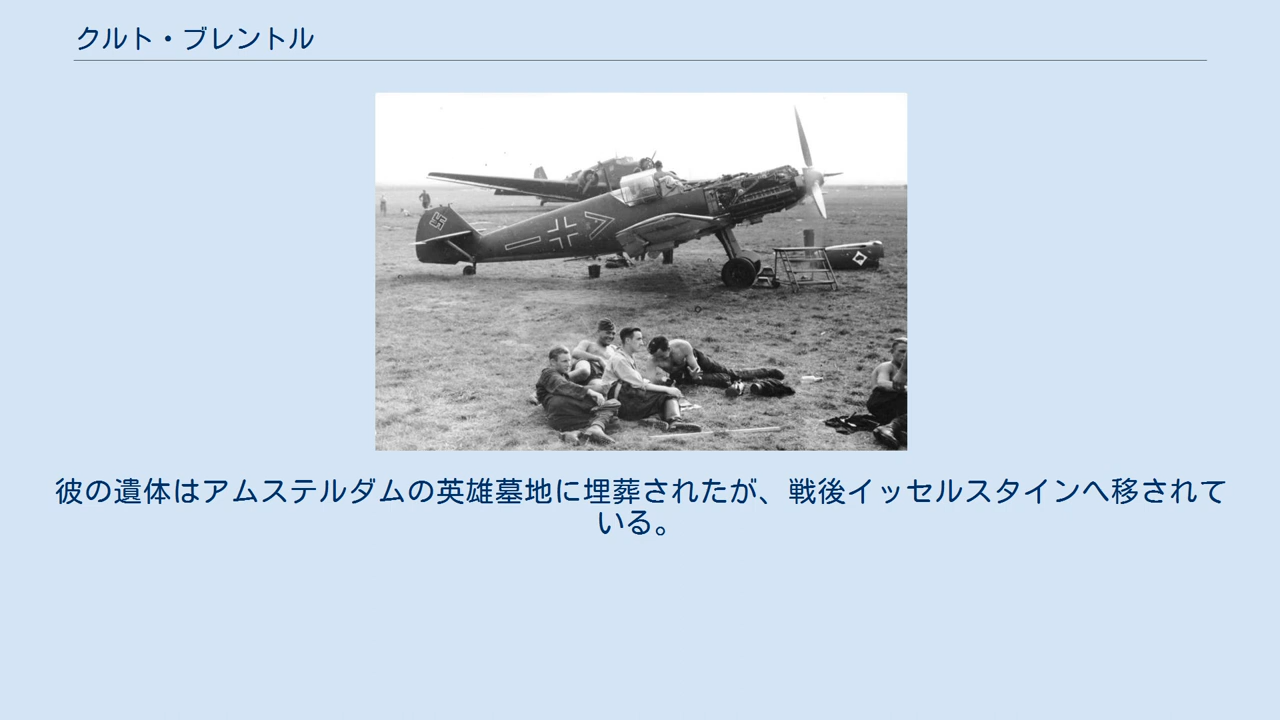 クルト・ブレントル
彼の遺体はアムステルダムの英雄墓地に埋葬されたが、戦後イッセルスタインへ移されて
いる。